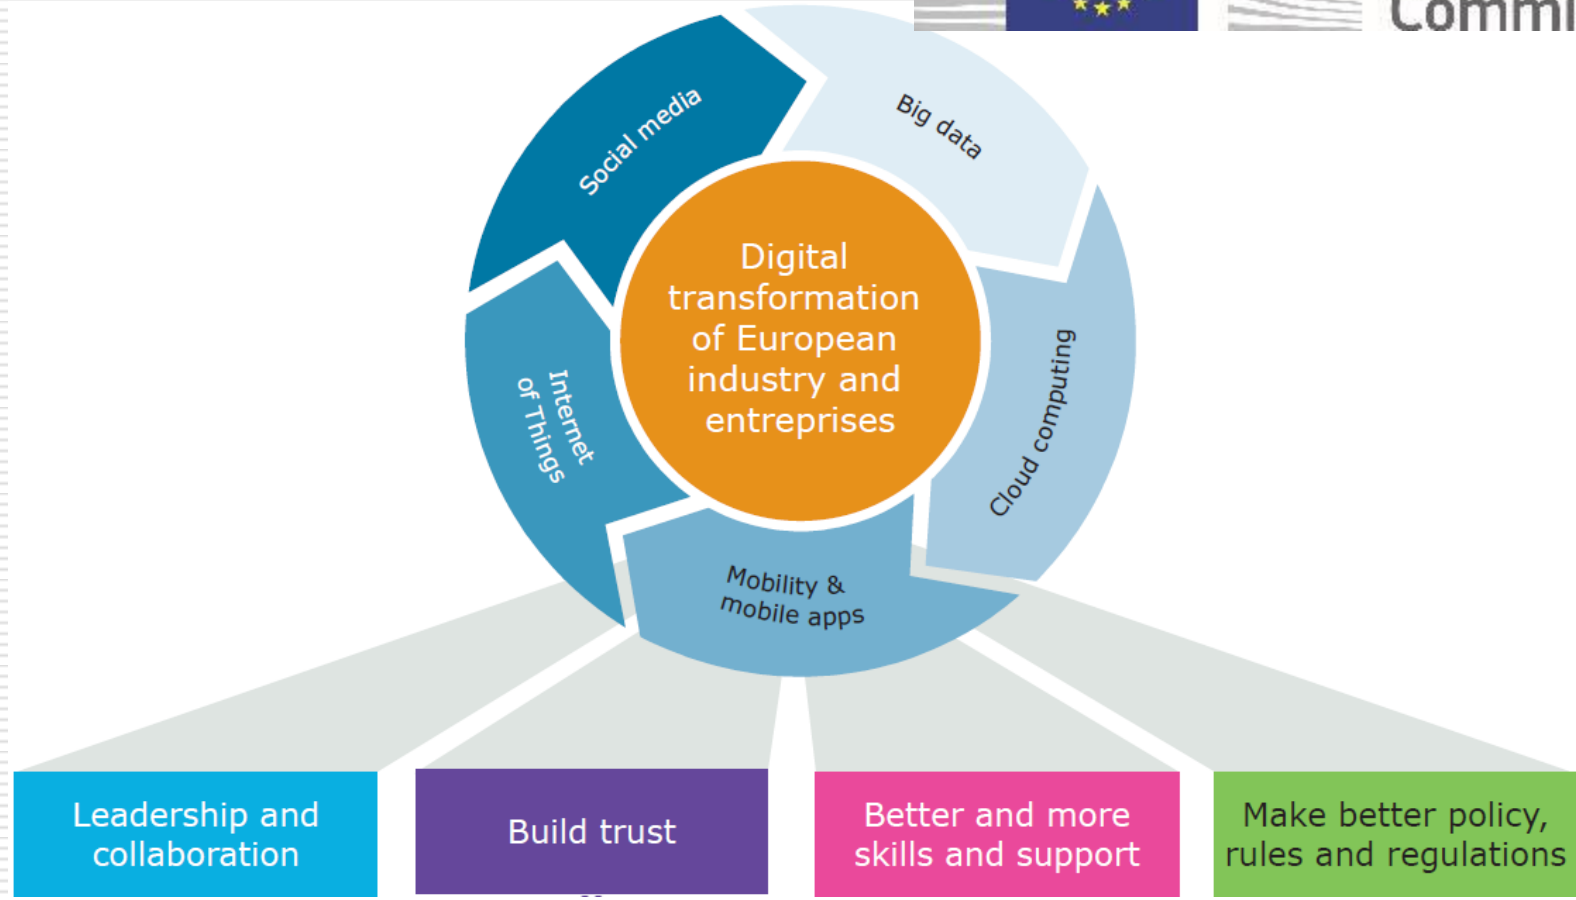 Social media
Big data
Digital
transformation
of European
industry and
entreprises
Internet
of Things
Cloud computing
Mobility &
mobile apps
Leadership and
collaboration
Build trust
Better and more
skills and support
Make better policy,
rules and regulations